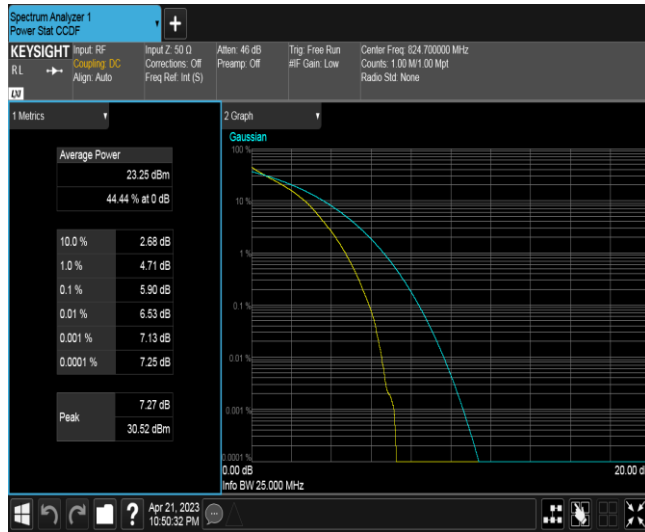 Spectrum Analyzer 1
Power Stat CCDF
+
KEYSIGHT Input: RF Input Z: 50 Ω Atten: 46 dB Trig: Free Run Center Freq: 824.700000 MHz
RL Coupling: DC Corrections: Off Preamp: Off #IF Gain: Low Counts: 1.00 M/1.00 Mpt
Align: Auto Freq Ref: Int (S) Radio Std: None
LXI
1 Metrics
Average Power
23.25 dBm
44.44 % at 0 dB
10.0 % 2.68 dB
1.0 % 4.71 dB
0.1 % 5.90 dB
0.01 % 6.53 dB
0.001 % 7.13 dB
0.0001 % 7.25 dB
Peak 7.27 dB
30.52 dBm
2 Graph
Gaussian
100 %
10 %
1 %
0.1 %
0.01 %
0.001 %
0.0001 %
0.00 dB 20.00 d
Info BW 25.000 MHz
? Apr 21, 2023
10:50:32 PM